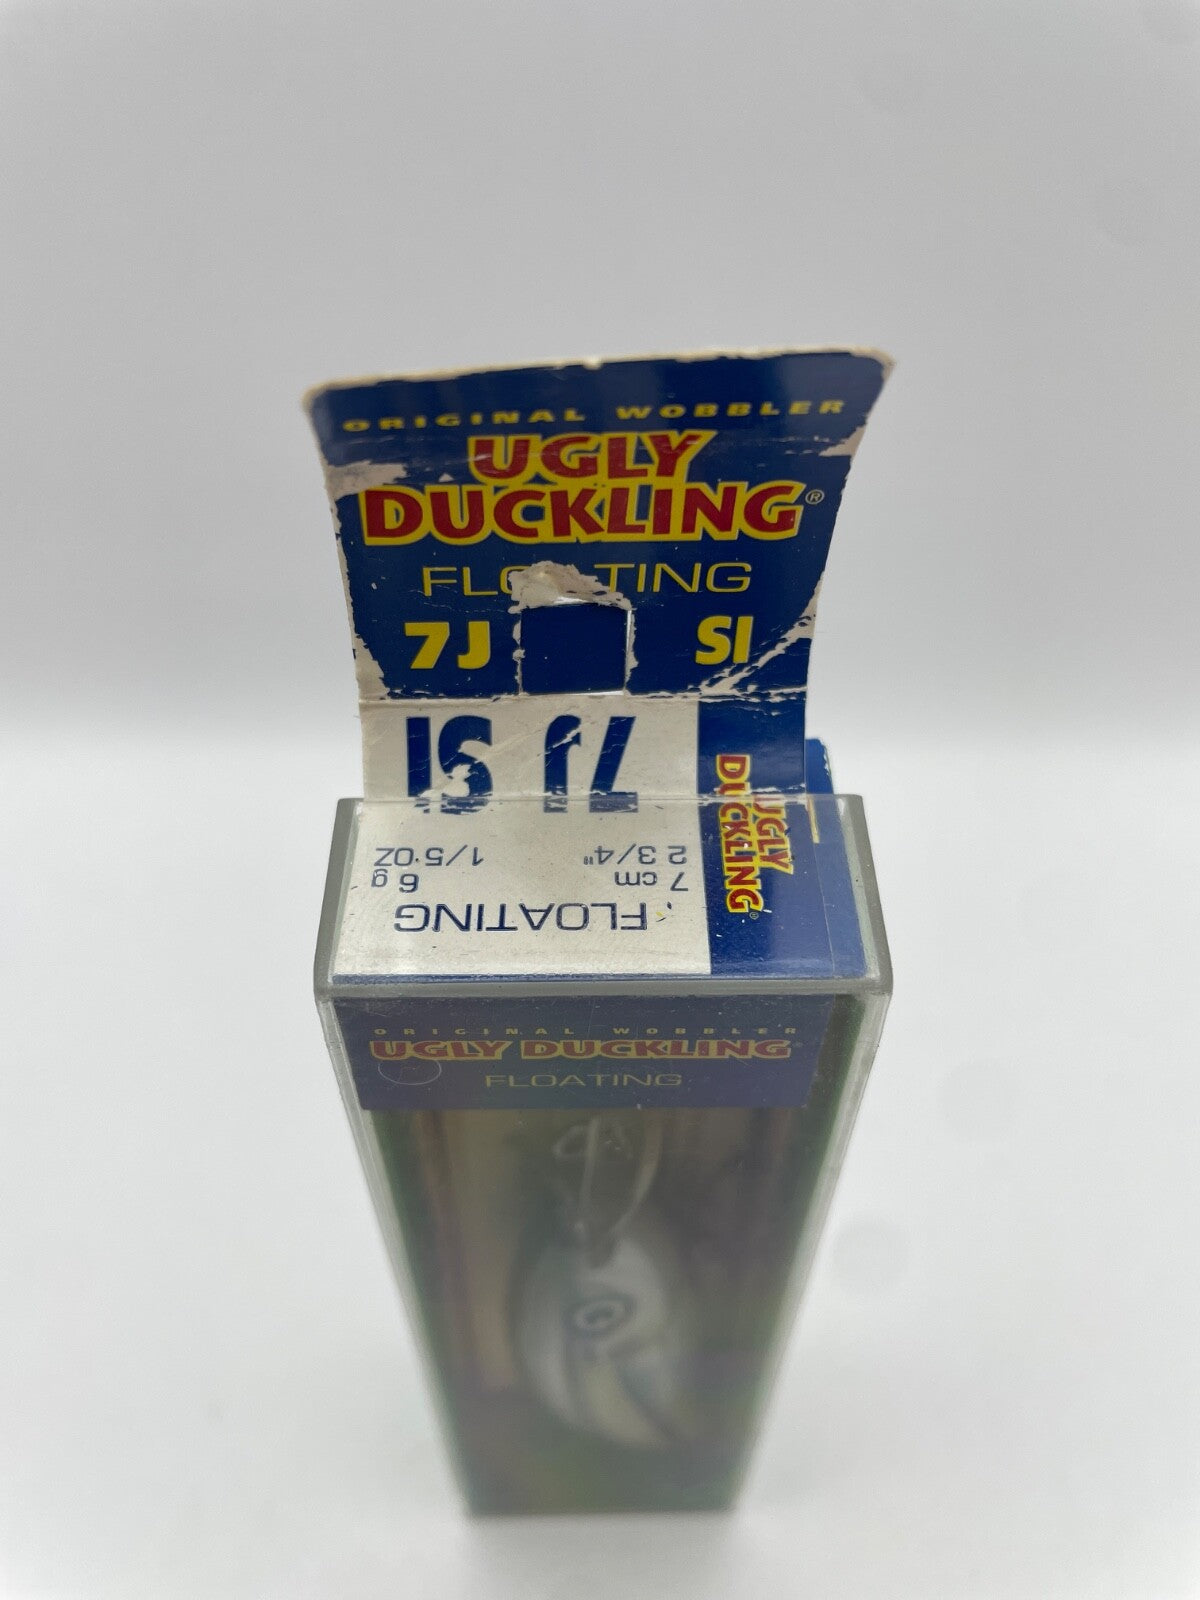 ORIGINAL WOBBLER
UGLY
DUCKLING®
FLOATING
7J SI
7J SI
UGLY
DUCKLING®
2 3/4" 1/5·OZ
7 cm 6 g
FLOATING
ORIGINAL WOBBLER
UGLY DUCKLING®
FLOATING